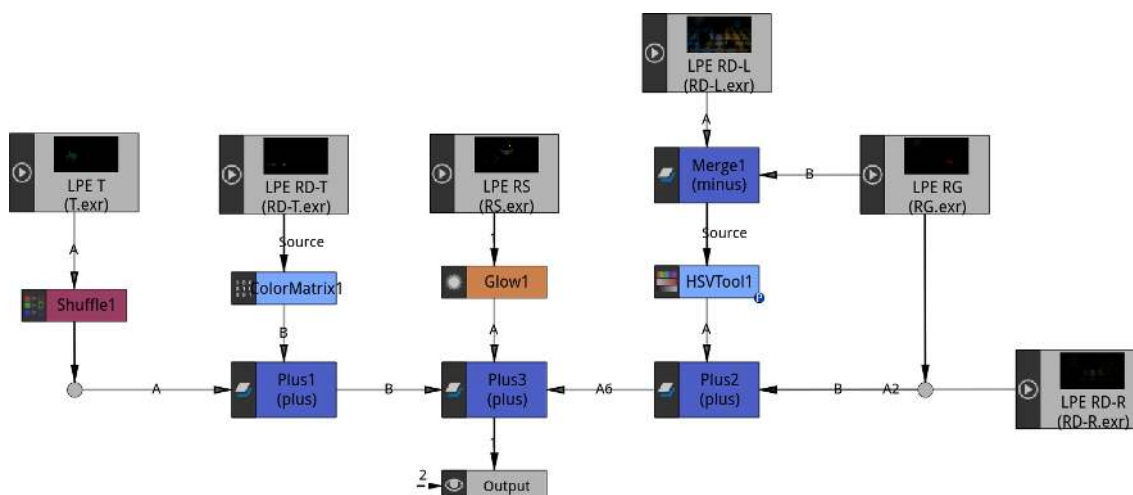 LPE RD-L
(RD-L.exr)
A
LPE T
(T.exr)
LPE RD-T
(RD-T.exr)
LPE RS
(RS.exr)
Merge1
(minus)
B
LPE RG
(RG.exr)
A
Source
1
Source
Shuffle1
ColorMatrix1
Glow1
HSVTool1
P
B
A
A
A
Plus1
(plus)
B
Plus3
(plus)
A6
Plus2
(plus)
B
A2
LPE RD-R
(RD-R.exr)
1
2
Output